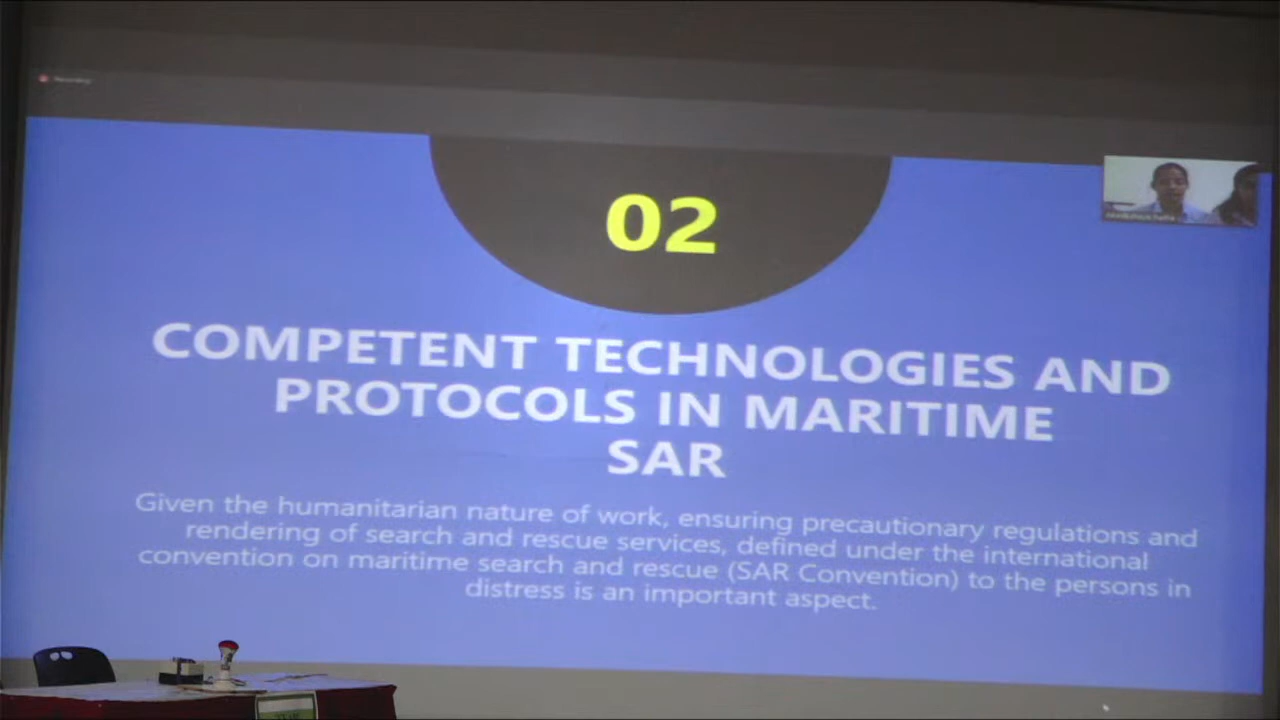 Recording
02
COMPETENT TECHNOLOGIES AND
PROTOCOLS IN MARITIME
SAR
Given the humanitarian nature of work, ensuring precautionary regulations and
rendering of search and rescue services, defined under the international
convention on maritime search and rescue (SAR Convention) to the persons in
distress is an important aspect.